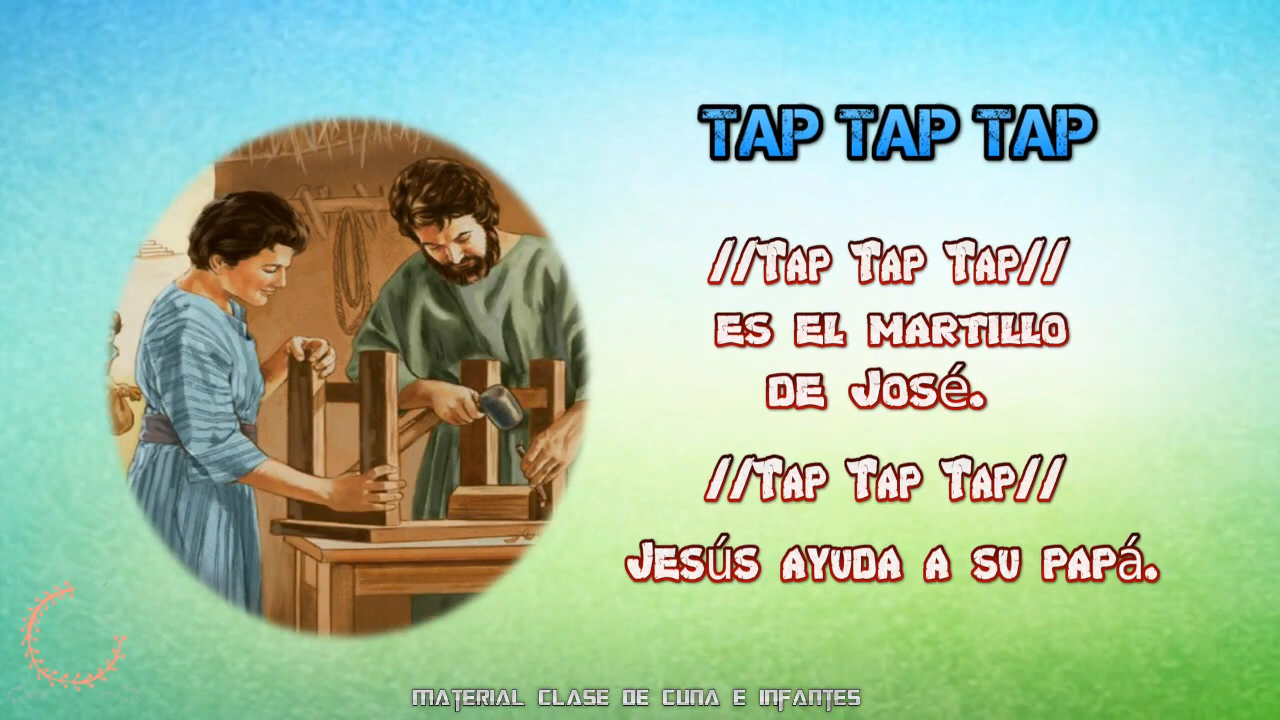 TAP TAP TAP
//Tap Tap Tap//
es el martillo
de José.
//Tap Tap Tap//
Jesús ayuda a su papá.
MATERIAL CLASE DE CUNA E INFANTES